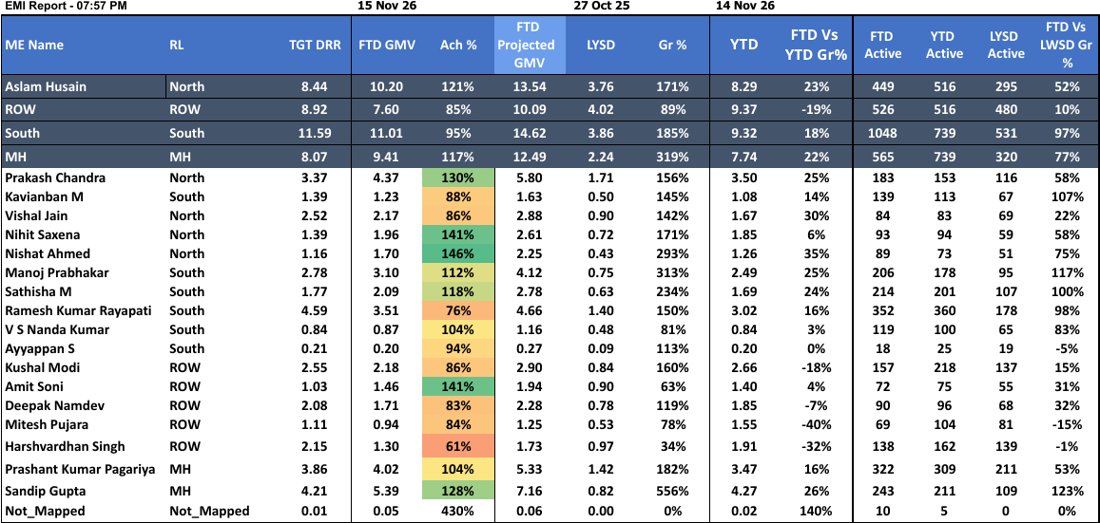 EMI Report - 07:57 PM 15 Nov 26 27 Oct 25 14 Nov 26
ME Name RL TGT DRR FTD GMV Ach % FTD Projected GMV LYSD Gr % YTD FTD Vs YTD Gr% FTD Active YTD Active LYSD Active FTD Vs LWSD Gr %
Aslam Husain North 8.44 10.20 121% 13.54 3.76 171% 8.29 23% 449 516 295 52%
ROW ROW 8.92 7.60 85% 10.09 4.02 89% 9.37 -19% 526 516 480 10%
South South 11.59 11.01 95% 14.62 3.86 185% 9.32 18% 1048 739 531 97%
MH MH 8.07 9.41 117% 12.49 2.24 319% 7.74 22% 565 739 320 77%
Prakash Chandra North 3.37 4.37 130% 5.80 1.71 156% 3.50 25% 183 153 116 58%
Kavianban M South 1.39 1.23 88% 1.63 0.50 145% 1.08 14% 139 113 67 107%
Vishal Jain North 2.52 2.17 86% 2.88 0.90 142% 1.67 30% 84 83 69 22%
Nihit Saxena North 1.39 1.96 141% 2.61 0.72 171% 1.85 6% 93 94 59 58%
Nishat Ahmed North 1.16 1.70 146% 2.25 0.43 293% 1.26 35% 89 73 51 75%
Manoj Prabhakar South 2.78 3.10 112% 4.12 0.75 313% 2.49 25% 206 178 95 117%
Sathisha M South 1.77 2.09 118% 2.78 0.63 234% 1.69 24% 214 201 107 100%
Ramesh Kumar Rayapati South 4.59 3.51 76% 4.66 1.40 150% 3.02 16% 352 360 178 98%
V S Nanda Kumar South 0.84 0.87 104% 1.16 0.48 81% 0.84 3% 119 100 65 83%
Ayyappan S South 0.21 0.20 94% 0.27 0.09 113% 0.20 0% 18 25 19 -5%
Kushal Modi ROW 2.55 2.18 86% 2.90 0.84 160% 2.66 -18% 157 218 137 15%
Amit Soni ROW 1.03 1.46 141% 1.94 0.90 63% 1.40 4% 72 75 55 31%
Deepak Namdev ROW 2.08 1.71 83% 2.28 0.78 119% 1.85 -7% 90 96 68 32%
Mitesh Pujara ROW 1.11 0.94 84% 1.25 0.53 78% 1.55 -40% 69 104 81 -15%
Harshvardhan Singh ROW 2.15 1.30 61% 1.73 0.97 34% 1.91 -32% 138 162 139 -1%
Prashant Kumar Pagariya MH 3.86 4.02 104% 5.33 1.42 182% 3.47 16% 322 309 211 53%
Sandip Gupta MH 4.21 5.39 128% 7.16 0.82 556% 4.27 26% 243 211 109 123%
Not_Mapped Not_Mapped 0.01 0.05 430% 0.06 0.00 0% 0.02 140% 10 5 0 0%